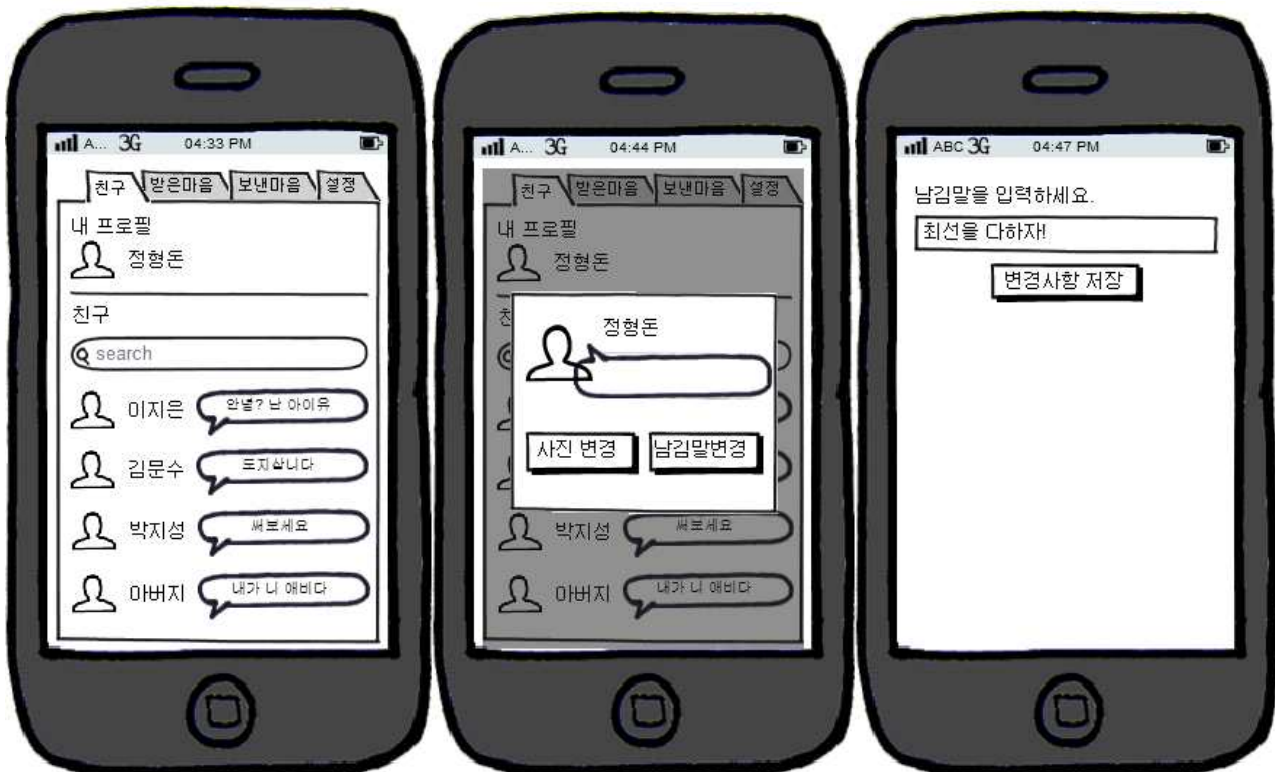 A... 3G 04:33 PM
친구 받은마음 보낸마음 설정
내 프로필
정형돈
친구
search
이지은 안녕? 난 아이유
김문수 도지삽니다
박지성 써보세요
아버지 내가 니 애비다
A... 3G 04:44 PM
친구 받은마음 보낸마음 설정
내 프로필
정형돈
친
정형돈
사진 변경 남김말변경
박지성 써보세요
아버지 내가 니 애비다
ABC 3G 04:47 PM
남김말을 입력하세요.
최선을 다하자!
변경사항 저장